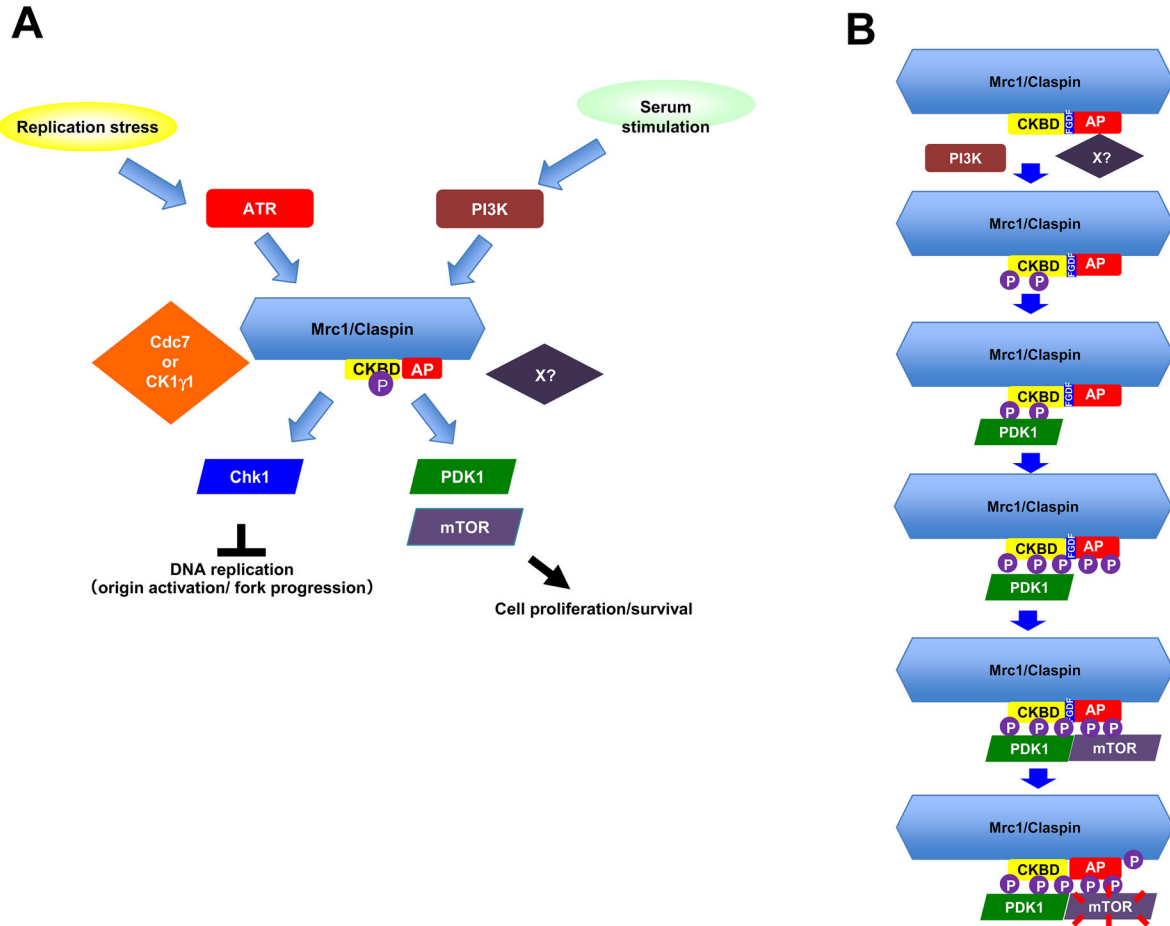 A
Replication stress
Serum
stimulation
ATR
PI3K
Mrc1/Claspin
Cdc7
or
CK1γ1
CKBD
AP
P
X?
Chk1
PDK1
mTOR
DNA replication
(origin activation/ fork progression)
Cell proliferation/survival
B
Mrc1/Claspin
CKBD FGDF AP
PI3K
X?
Mrc1/Claspin
CKBD FGDF AP
P P
Mrc1/Claspin
CKBD FGDF AP
P P
PDK1
Mrc1/Claspin
CKBD FGDF AP
P P P P P
PDK1
Mrc1/Claspin
CKBD FGDF AP
P P P P P
PDK1 mTOR
Mrc1/Claspin
P
CKBD AP
P P P P P
PDK1 mTOR